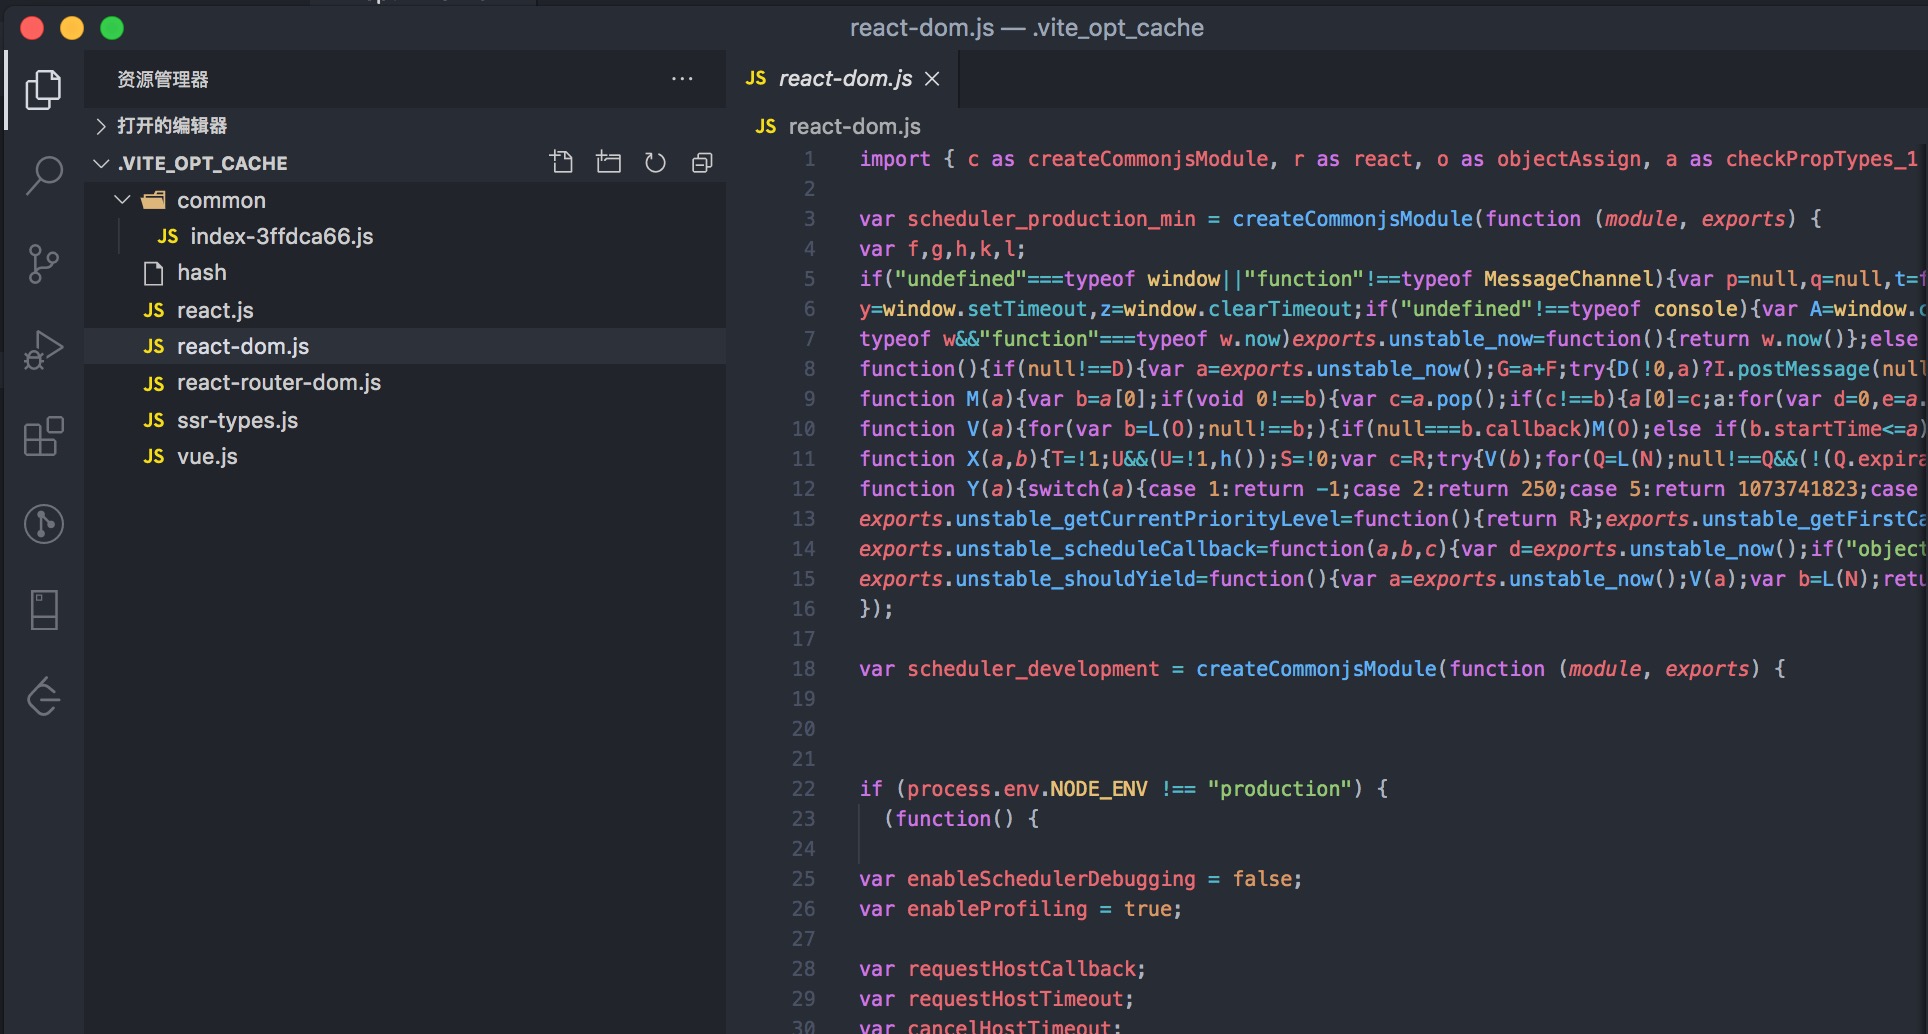 react-dom.js — .vite_opt_cache
资源管理器
打开的编辑器
.VITE_OPT_CACHE
common
JS index-3ffdca66.js
hash
JS react.js
JS react-dom.js
JS react-router-dom.js
JS ssr-types.js
JS vue.js
JS react-dom.js
JS react-dom.js
1 import { c as createCommonjsModule, r as react, o as objectAssign, a as checkPropTypes_1
2
3 var scheduler_production_min = createCommonjsModule(function (module, exports) {
4 var f,g,h,k,l;
5 if("undefined"===typeof window||"function"!==typeof MessageChannel){var p=null,q=null,t=f
6 y=window.setTimeout,z=window.clearTimeout;if("undefined"!==typeof console){var A=window.c
7 typeof w&&"function"===typeof w.now)exports.unstable_now=function(){return w.now()};else
8 function(){if(null!==D){var a=exports.unstable_now();G=a+F;try{D(!0,a)?I.postMessage(null
9 function M(a){var b=a[0];if(void 0!==b){var c=a.pop();if(c!==b){a[0]=c;a:for(var d=0,e=a.
10 function V(a){for(var b=L(O);null!==b;){if(null===b.callback)M(O);else if(b.startTime<=a)
11 function X(a,b){T=!1;U&&(U=!1,h());S=!0;var c=R;try{V(b);for(Q=L(N);null!==Q&&(!(Q.expira
12 function Y(a){switch(a){case 1:return -1;case 2:return 250;case 5:return 1073741823;case
13 exports.unstable_getCurrentPriorityLevel=function(){return R};exports.unstable_getFirstCa
14 exports.unstable_scheduleCallback=function(a,b,c){var d=exports.unstable_now();if("object
15 exports.unstable_shouldYield=function(){var a=exports.unstable_now();V(a);var b=L(N);retu
16 });
17
18 var scheduler_development = createCommonjsModule(function (module, exports) {
19
20
21
22 if (process.env.NODE_ENV !== "production") {
23 (function() {
24
25 var enableSchedulerDebugging = false;
26 var enableProfiling = true;
27
28 var requestHostCallback;
29 var requestHostTimeout;
30 var cancelHostTimeout;